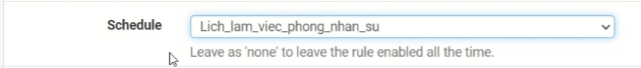 Schedule Lich_lam_viec_phong_nhan_su
Leave as 'none' to leave the rule enabled all the time.